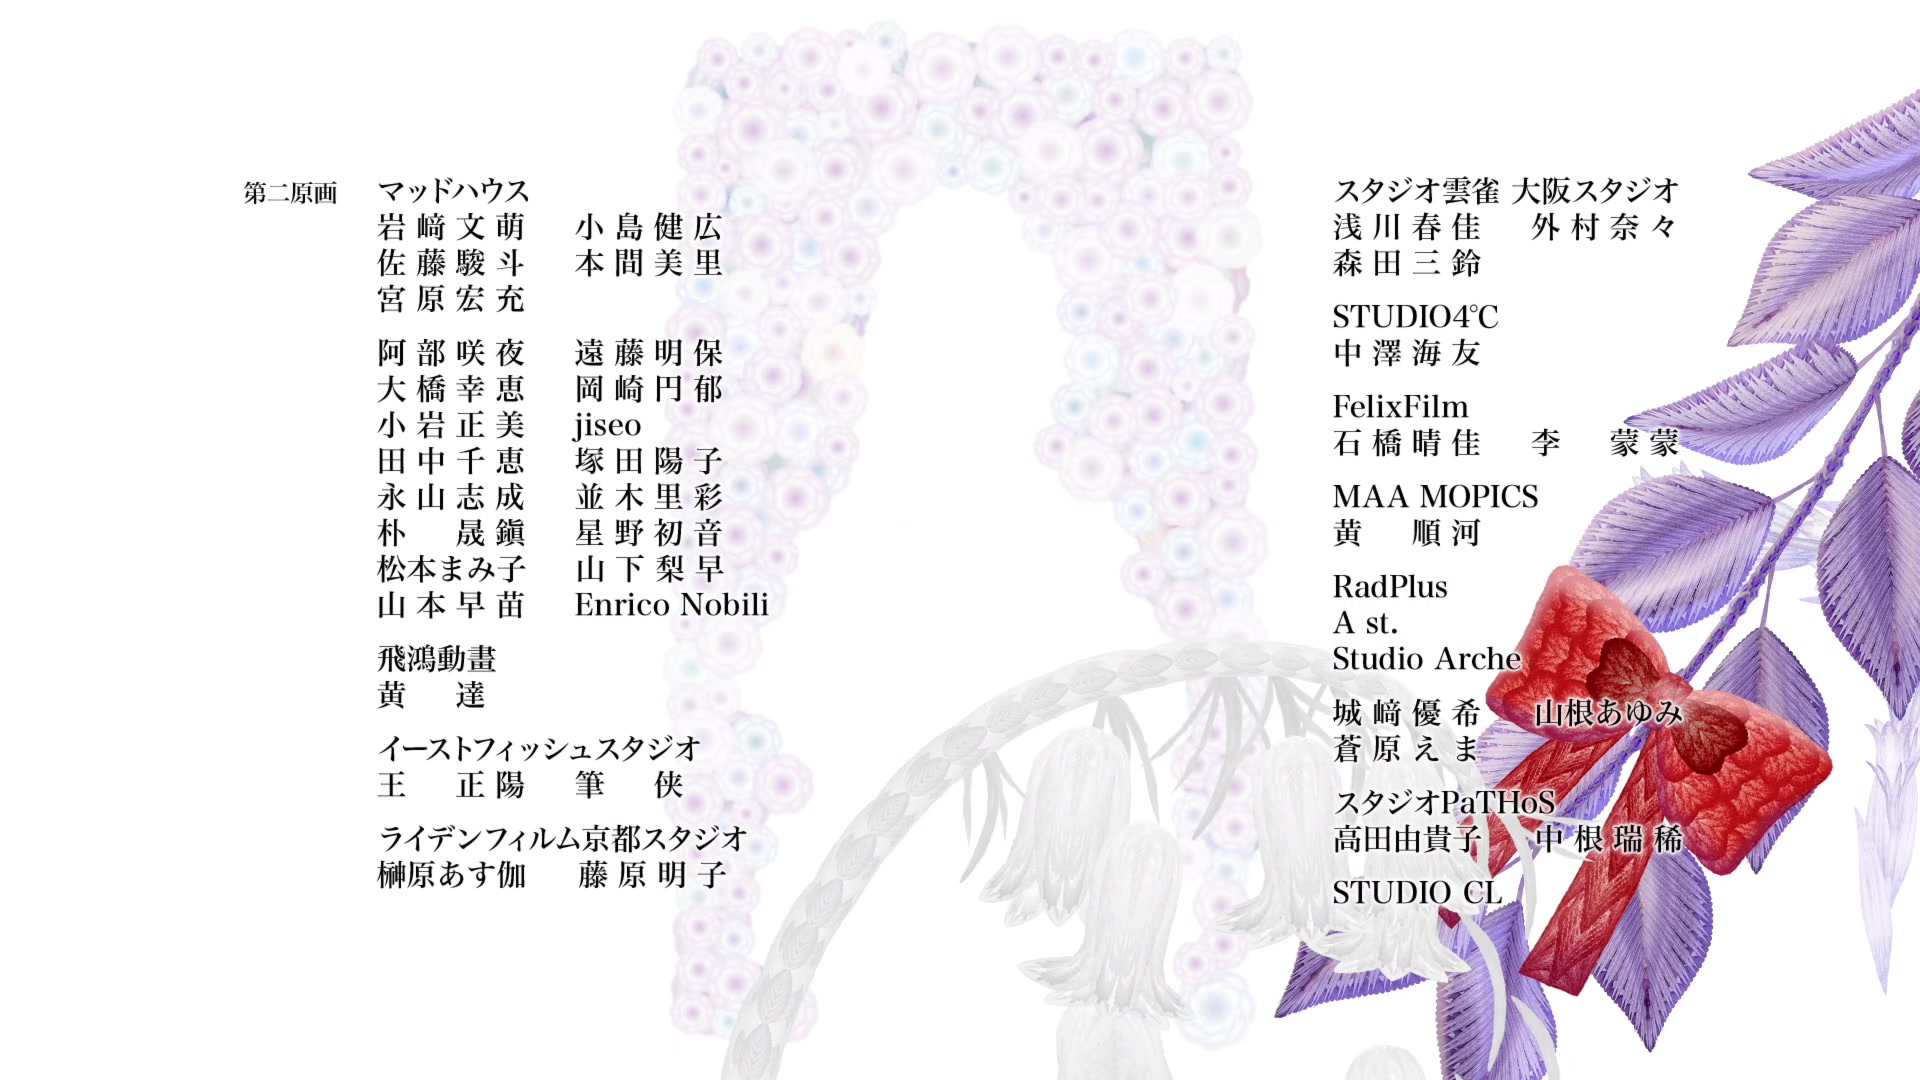 第二原画
マッドハウス
岩﨑文萌 小島健広
佐藤駿斗 本間美里
宮原宏充
阿部咲夜 遠藤明保
大橋幸恵 岡崎円郁
小岩正美 jiseo
田中千恵 塚田陽子
永山志成 並木里彩
朴 晟鎭 星野初音
松本まみ子 山下梨早
山本早苗 Enrico Nobili
飛鴻動畫
黄 達
イーストフィッシュスタジオ
王 正陽 筆 侠
ライデンフィルム京都スタジオ
榊原あす伽 藤原明子
スタジオ雲雀 大阪スタジオ
浅川春佳 外村奈々
森田三鈴
STUDIO4℃
中澤海友
FelixFilm
石橋晴佳 李 蒙蒙
MAA MOPICS
黄 順河
RadPlus
A st.
Studio Arche
城﨑優希 山根あゆみ
蒼原えま
スタジオPaTHoS
高田由貴子 中根瑞稀
STUDIO CL